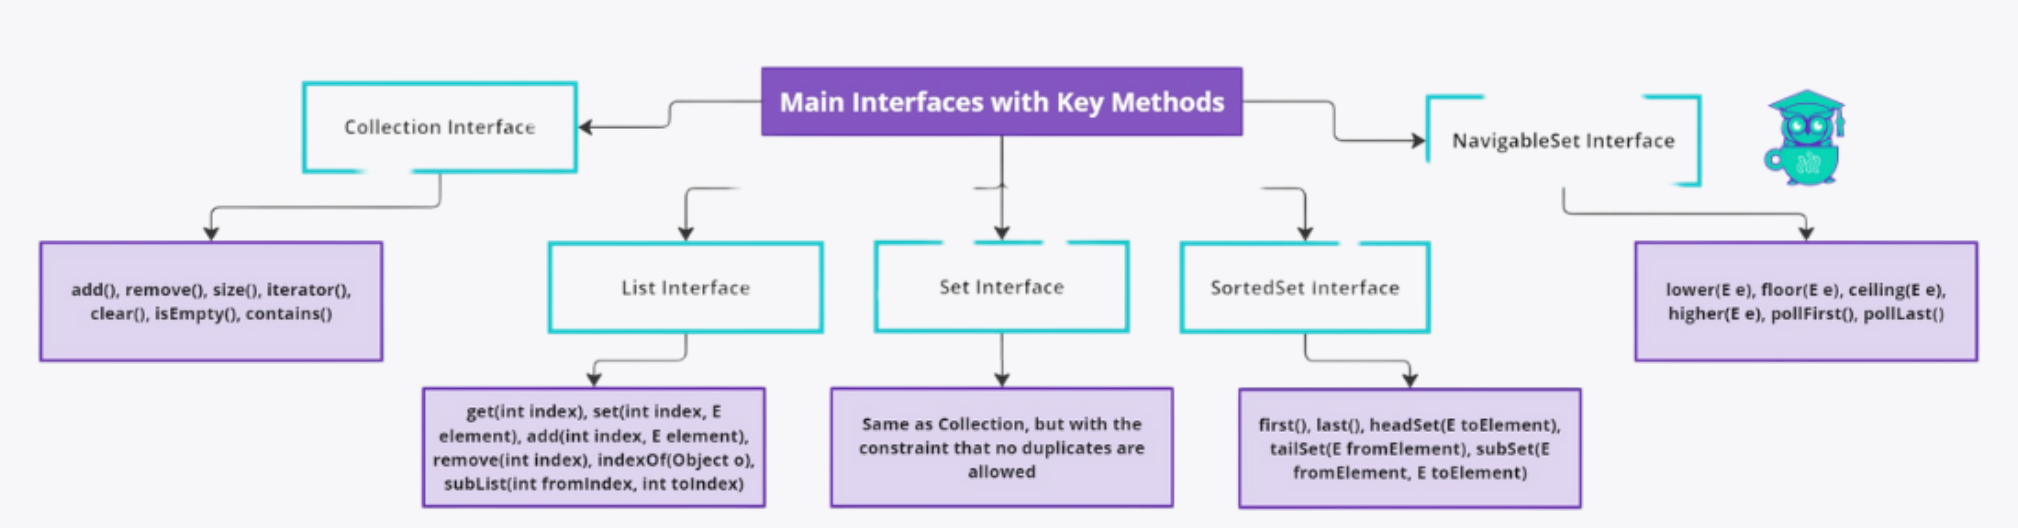 Main Interfaces with Key Methods
Collection Interface
NavigableSet Interface
add(), remove(), size(), iterator(),
clear(), isEmpty(), contains()
List Interface
Set Interface
SortedSet Interface
lower(E e), floor(E e), ceiling(E e),
higher(E e), pollFirst(), pollLast()
get(int index), set(int index, E
element), add(int index, E element),
remove(int index), indexOf(Object o),
subList(int fromIndex, int toIndex)
Same as Collection, but with the
constraint that no duplicates are
allowed
first(), last(), headSet(E toElement),
tailSet(E fromElement), subSet(E
fromElement, E toElement)